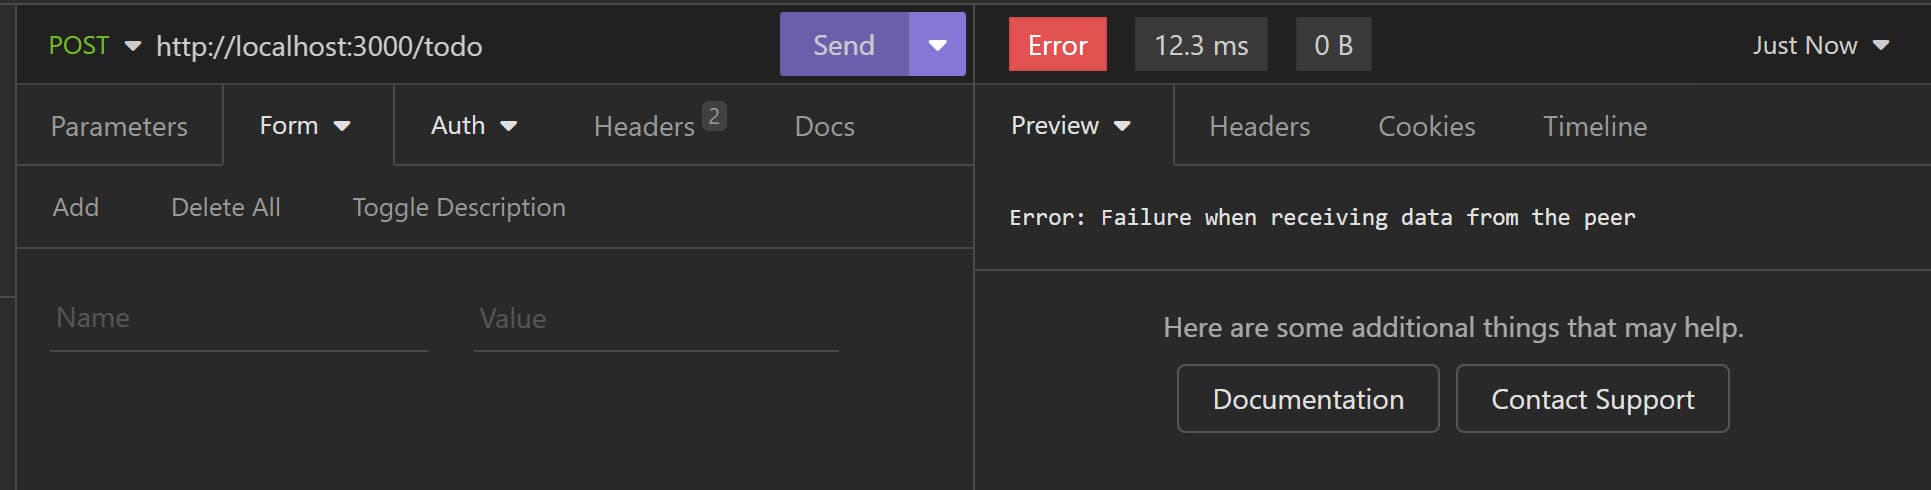 POST http://localhost:3000/todo Send
Error 12.3 ms 0 B Just Now
Parameters Form Auth Headers 2 Docs
Preview Headers Cookies Timeline
Add Delete All Toggle Description
Error: Failure when receiving data from the peer
Name Value
Here are some additional things that may help.
Documentation Contact Support